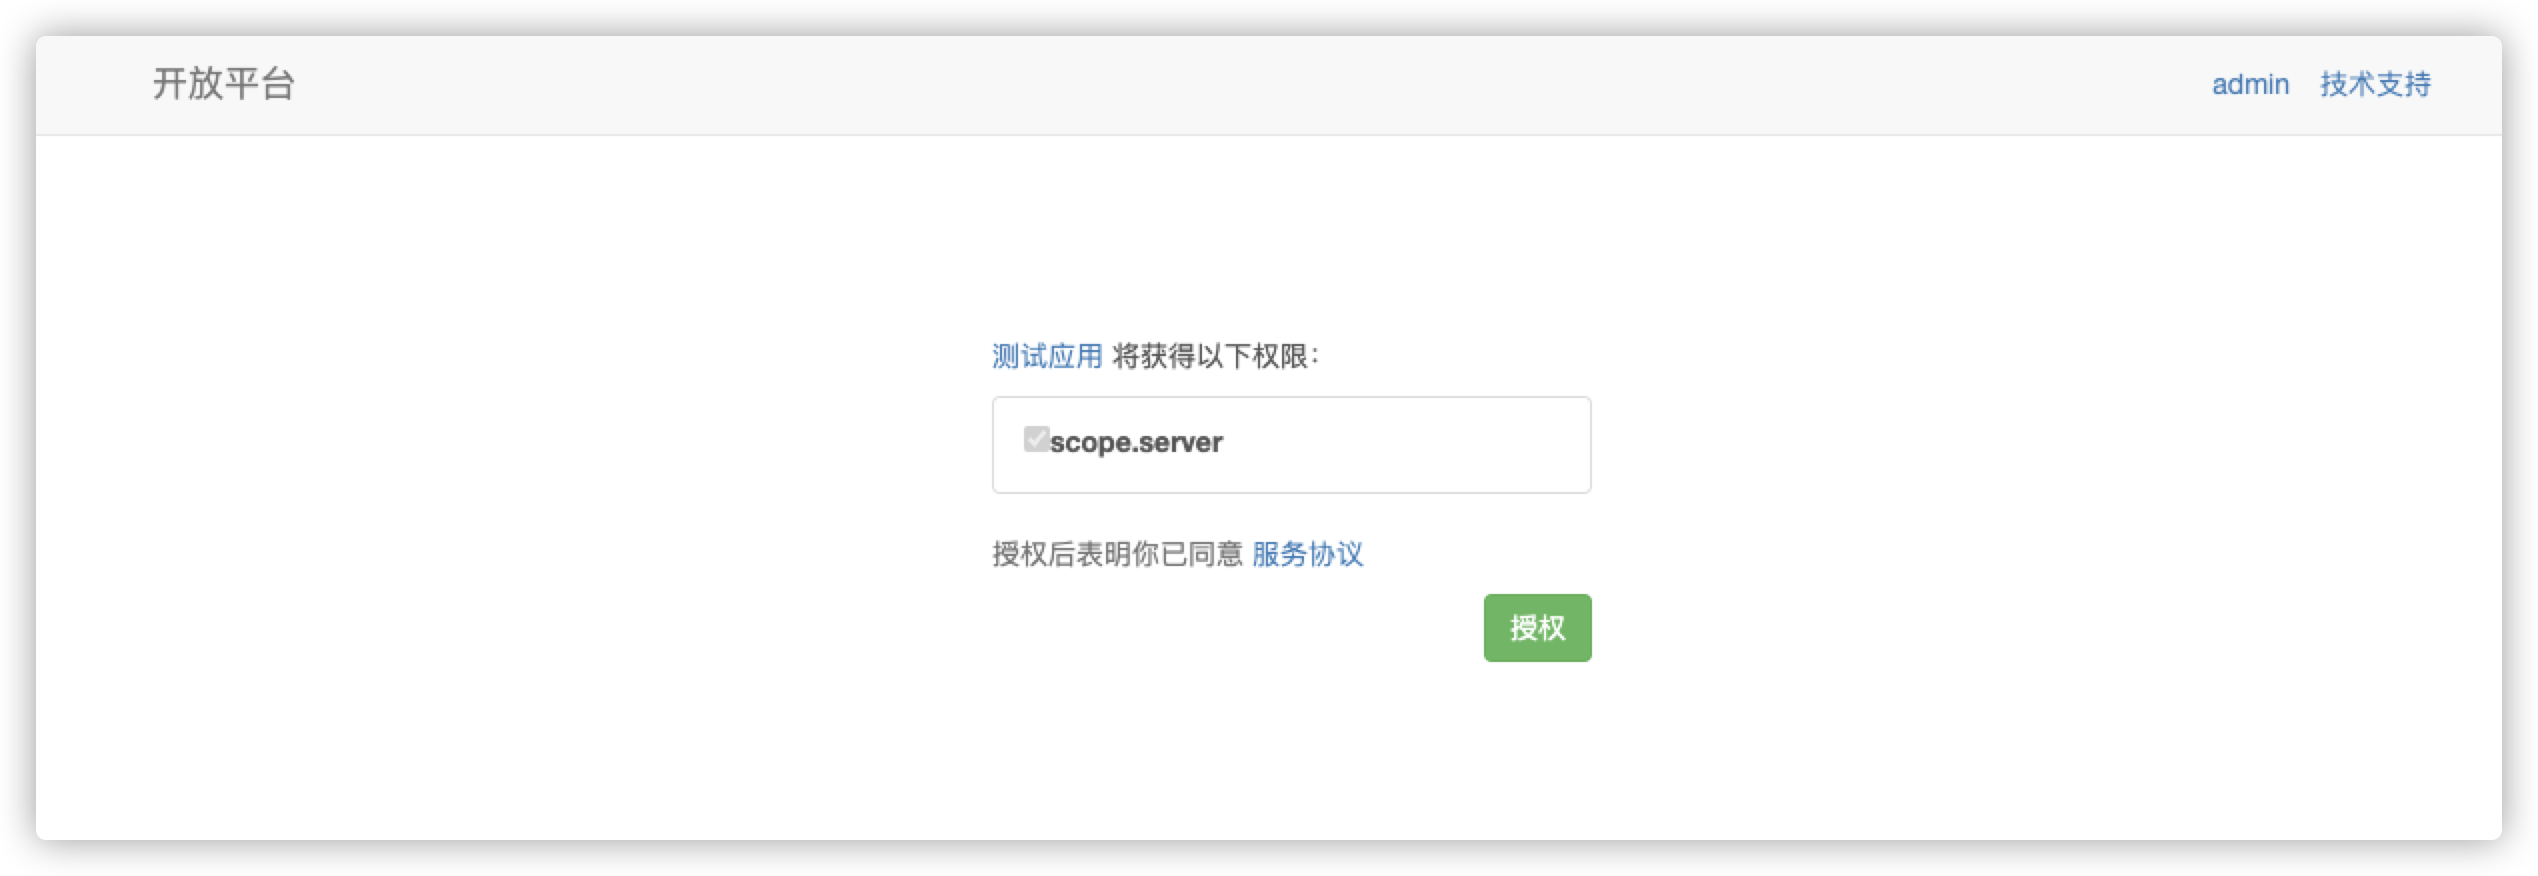 开放平台 admin 技术支持
测试应用 将获得以下权限：
scope.server
授权后表明你已同意 服务协议
授权